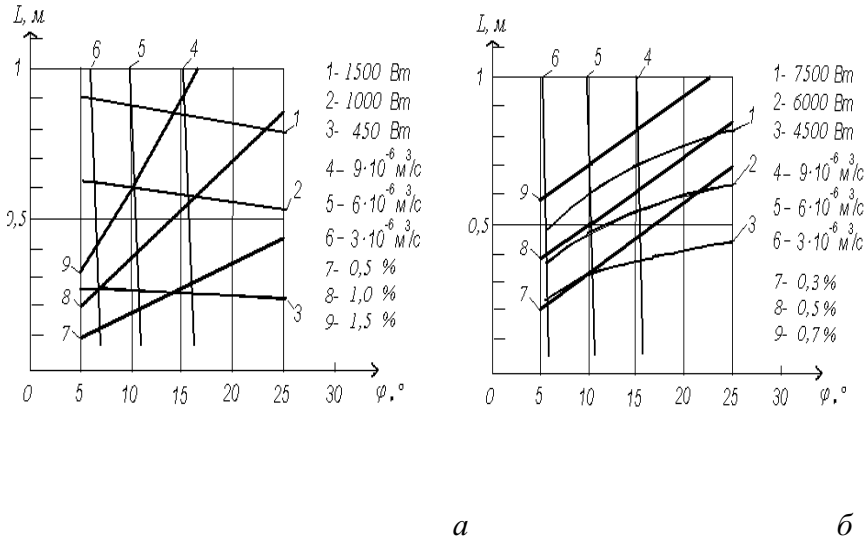 L, м
1
0,5
0 5 10 15 20 25 30 φ,°
6 5 4
1
2
3
9
8
7
1- 1500 Вт
2- 1000 Вт
3- 450 Вт
4- 9·10⁻⁶ м³/с
5- 6·10⁻⁶ м³/с
6- 3·10⁻⁶ м³/с
7- 0,5 %
8- 1,0 %
9- 1,5 %
L, м
1
0,5
0 5 10 15 20 25 30 φ,°
6 5 4
1
2
3
9
8
7
1- 7500 Вт
2- 6000 Вт
3- 4500 Вт
4- 9·10⁻⁶ м³/с
5- 6·10⁻⁶ м³/с
6- 3·10⁻⁶ м³/с
7- 0,3%
8- 0,5 %
9- 0,7%
а б